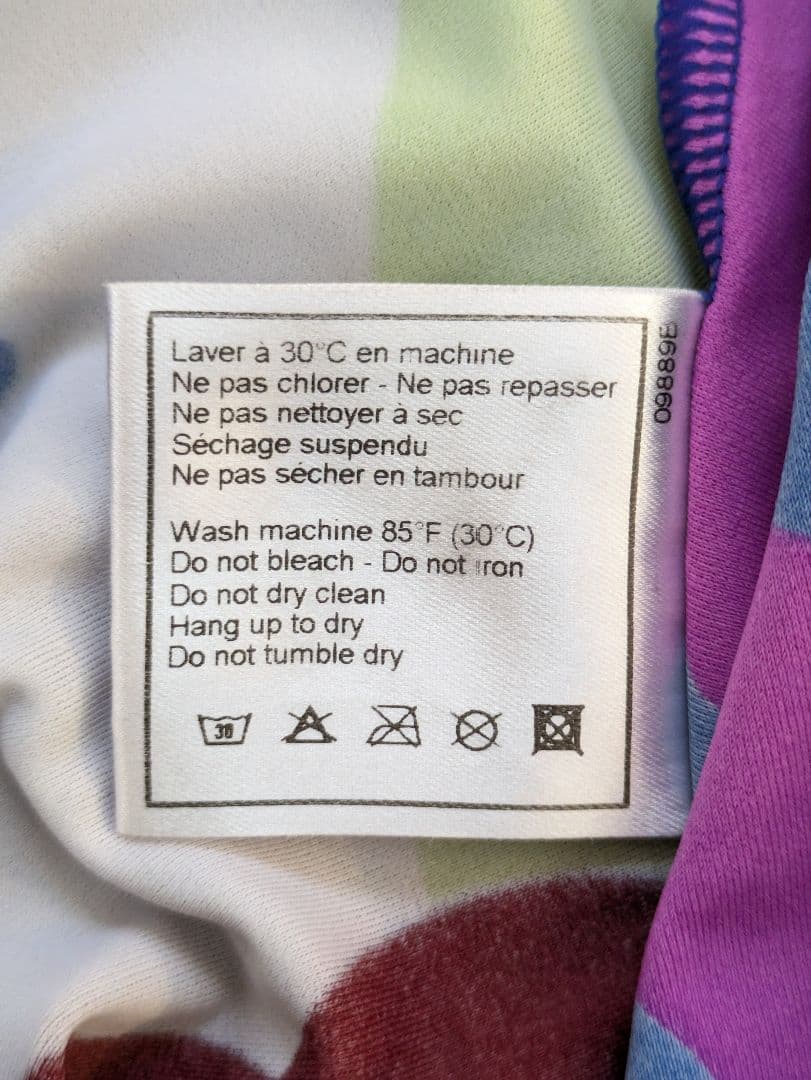 Laver à 30°C en machine
Ne pas chlorer - Ne pas repasser
Ne pas nettoyer à sec
Séchage suspendu
Ne pas sécher en tambour
Wash machine 85°F (30°C)
Do not bleach - Do not iron
Do not dry clean
Hang up to dry
Do not tumble dry
30
09889E